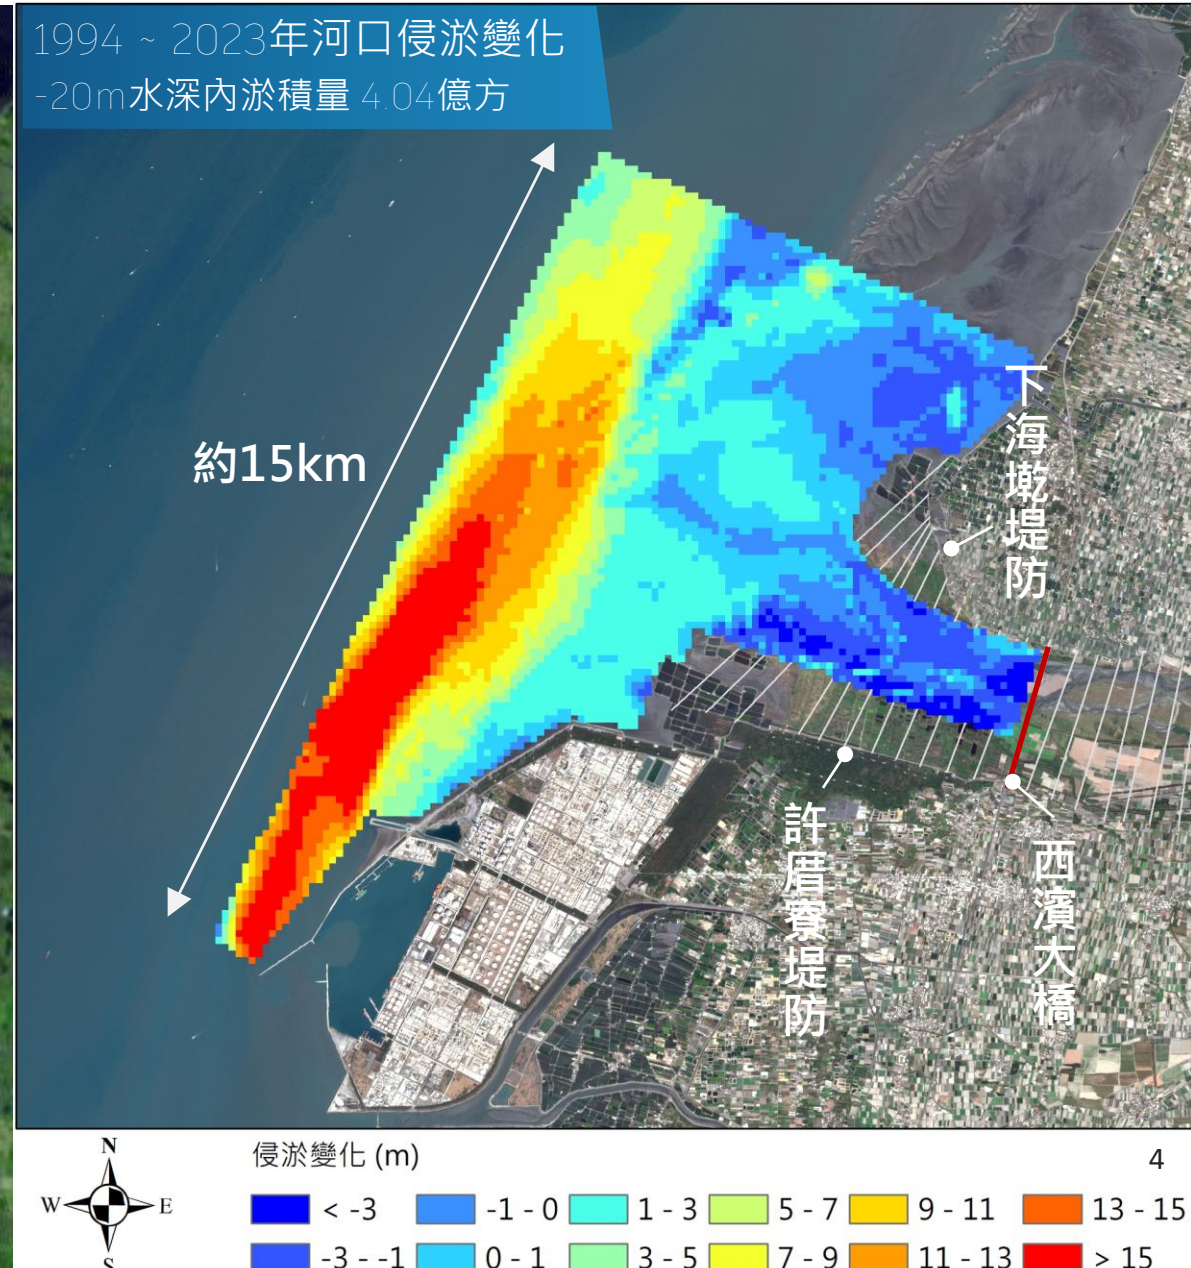 1994 ~ 2023年河口侵淤變化
-20m水深內淤積量 4.04億方
約15km
下海墘堤防
許厝寮堤防
西濱大橋
N
W
E
S
侵淤變化 (m)
4
< -3
-1 - 0
1 - 3
5 - 7
9 - 11
13 - 15
-3 - -1
0 - 1
3 - 5
7 - 9
11 - 13
> 15